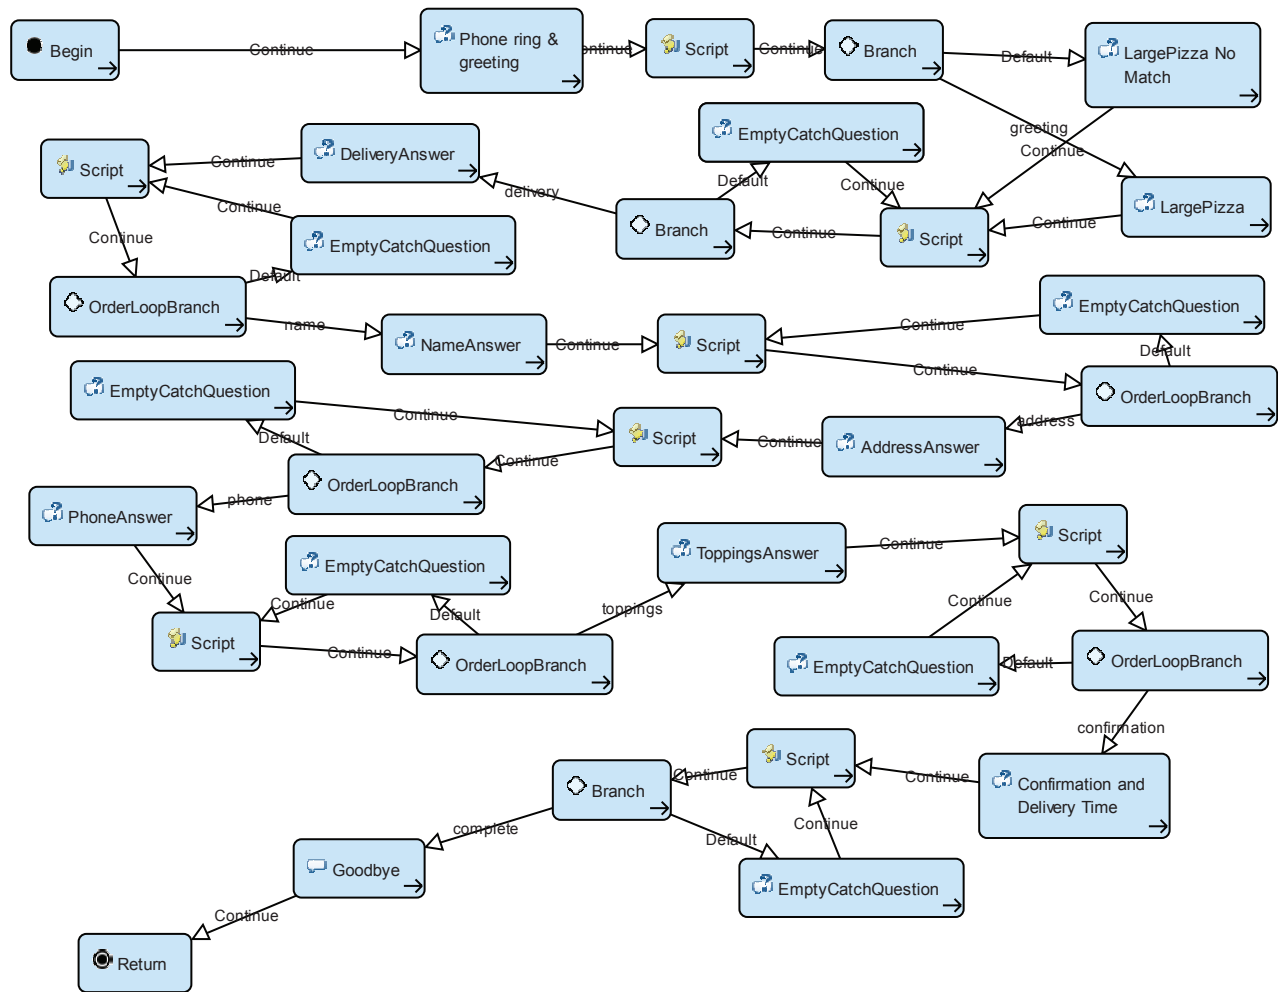 Begin
Continue
Phone ring &
greeting
ontinue
Script
Continue
Branch
Default
LargePizza No
Match
greeting
Continue
LargePizza
Continue
Script
EmptyCatchQuestion
Default
Continue
Continue
Branch
delivery
DeliveryAnswer
Continue
Script
Continue
EmptyCatchQuestion
Continue
Default
OrderLoopBranch
name
NameAnswer
Continue
Script
Continue
EmptyCatchQuestion
Continue
Default
OrderLoopBranch
address
AddressAnswer
Continue
Script
EmptyCatchQuestion
Continue
Default
Continue
OrderLoopBranch
phone
PhoneAnswer
Continue
Script
EmptyCatchQuestion
Continue
Default
Continue
OrderLoopBranch
toppings
ToppingsAnswer
Continue
Script
Continue
Continue
EmptyCatchQuestion
Default
OrderLoopBranch
confirmation
Confirmation and
Delivery Time
Continue
Script
Continue
Branch
Continue
Default
EmptyCatchQuestion
complete
Goodbye
Continue
Return